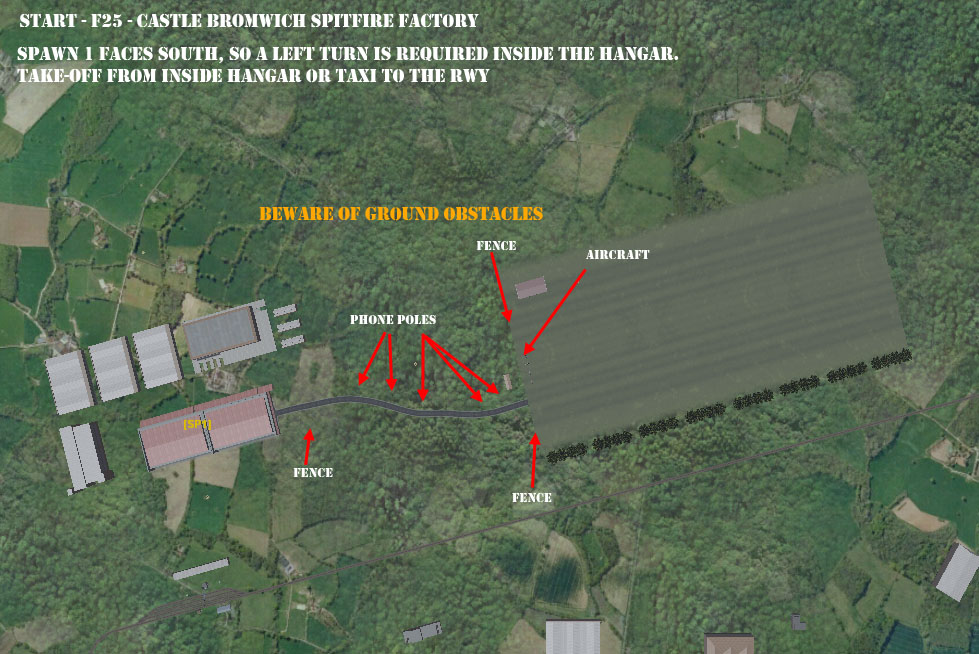 START - F25 - CASTLE BROMWICH SPITFIRE FACTORY
SPAWN 1 FACES SOUTH, SO A LEFT TURN IS REQUIRED INSIDE THE HANGAR.
TAKE-OFF FROM INSIDE HANGAR OR TAXI TO THE RWY
BEWARE OF GROUND OBSTACLES
FENCE
AIRCRAFT
PHONE POLES
[SP1]
FENCE
FENCE